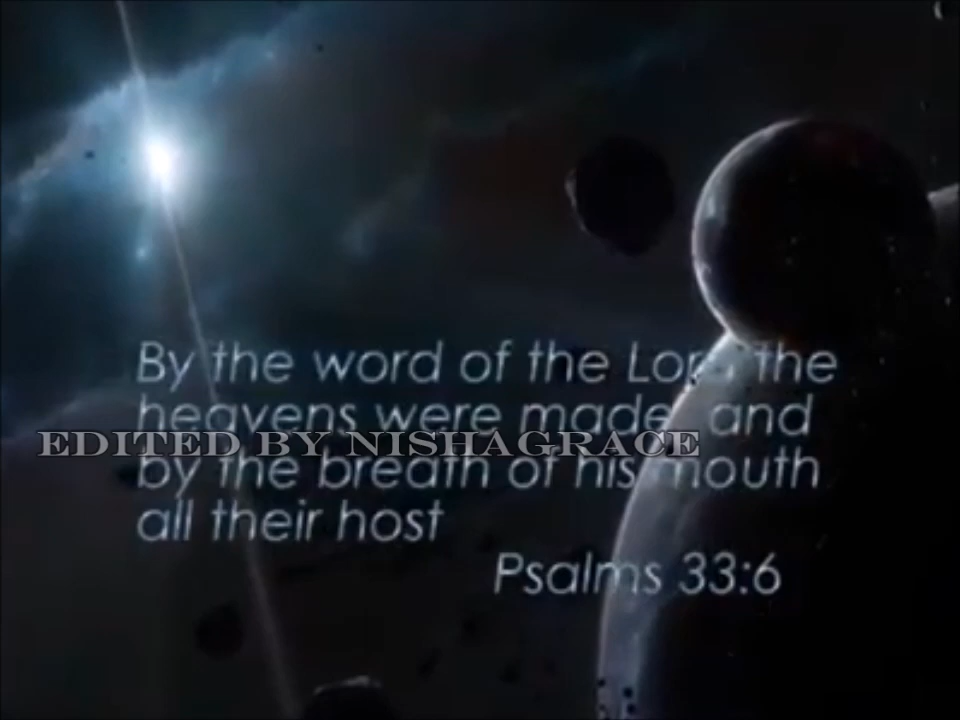 By the word of the Lord the
heavens were made, and
EDITED BY NISHAGRACE
by the breath of his mouth
all their host
Psalms 33:6